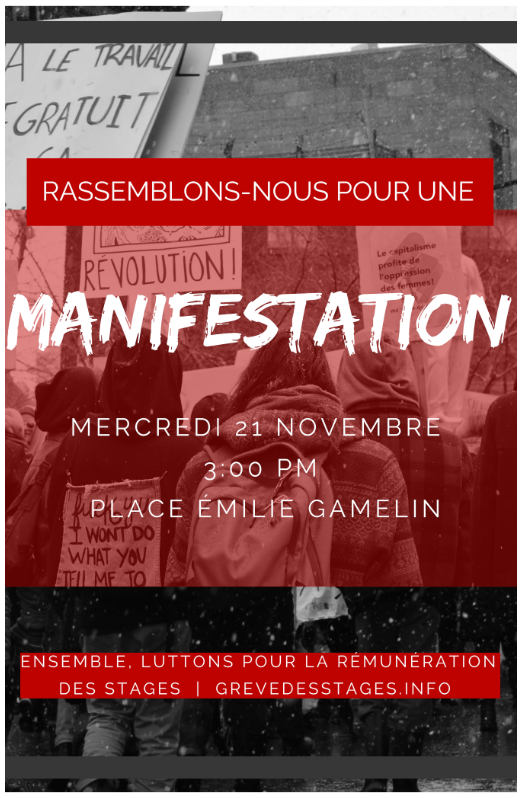 À LE TRAVAIL
GRATUIT
RASSEMBLONS-NOUS POUR UNE
RÉVOLUTION!
Le capitalisme
profite de
l'oppression
des femmes!
MANIFESTATION
MERCREDI 21 NOVEMBRE
3:00 PM
PLACE ÉMILIE GAMELIN
I WONT DO
WHAT YOU
TELL ME TO
ENSEMBLE, LUTTONS POUR LA RÉMUNÉRATION
DES STAGES | GREVEDESSTAGES.INFO